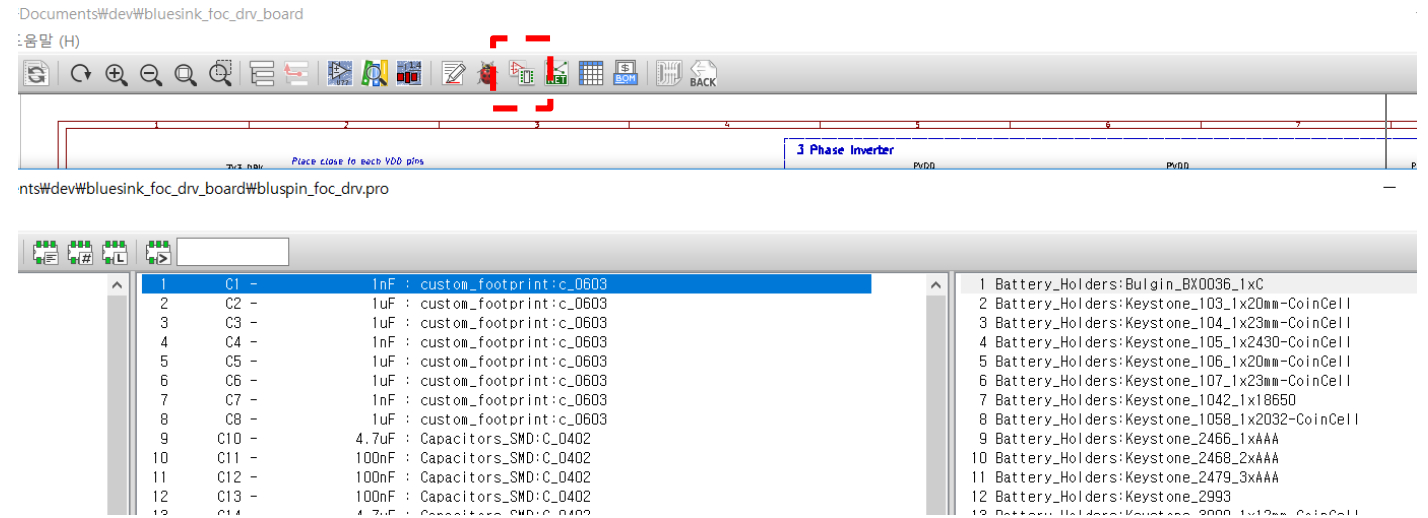 Documents₩dev₩bluesink_foc_drv_board
도움말 (H)
BOM
BACK
1 2 3 4 5 6 7
3 Phase Inverter
Place close to each VDD pins
PVDD PVDD
nts₩dev₩bluesink_foc_drv_board₩bluspin_foc_drv.pro
1 C1 - 1nF : custom_footprint:c_0603
2 C2 - 1uF : custom_footprint:c_0603
3 C3 - 1uF : custom_footprint:c_0603
4 C4 - 1nF : custom_footprint:c_0603
5 C5 - 1uF : custom_footprint:c_0603
6 C6 - 1uF : custom_footprint:c_0603
7 C7 - 1nF : custom_footprint:c_0603
8 C8 - 1uF : custom_footprint:c_0603
9 C10 - 4.7uF : Capacitors_SMD:C_0402
10 C11 - 100nF : Capacitors_SMD:C_0402
11 C12 - 100nF : Capacitors_SMD:C_0402
12 C13 - 100nF : Capacitors_SMD:C_0402
1 Battery_Holders:Bulgin_BX0036_1xC
2 Battery_Holders:Keystone_103_1x20mm-CoinCell
3 Battery_Holders:Keystone_104_1x23mm-CoinCell
4 Battery_Holders:Keystone_105_1x2430-CoinCell
5 Battery_Holders:Keystone_106_1x20mm-CoinCell
6 Battery_Holders:Keystone_107_1x23mm-CoinCell
7 Battery_Holders:Keystone_1042_1x18650
8 Battery_Holders:Keystone_1058_1x2032-CoinCell
9 Battery_Holders:Keystone_2466_1xAAA
10 Battery_Holders:Keystone_2468_2xAAA
11 Battery_Holders:Keystone_2479_3xAAA
12 Battery_Holders:Keystone_2993